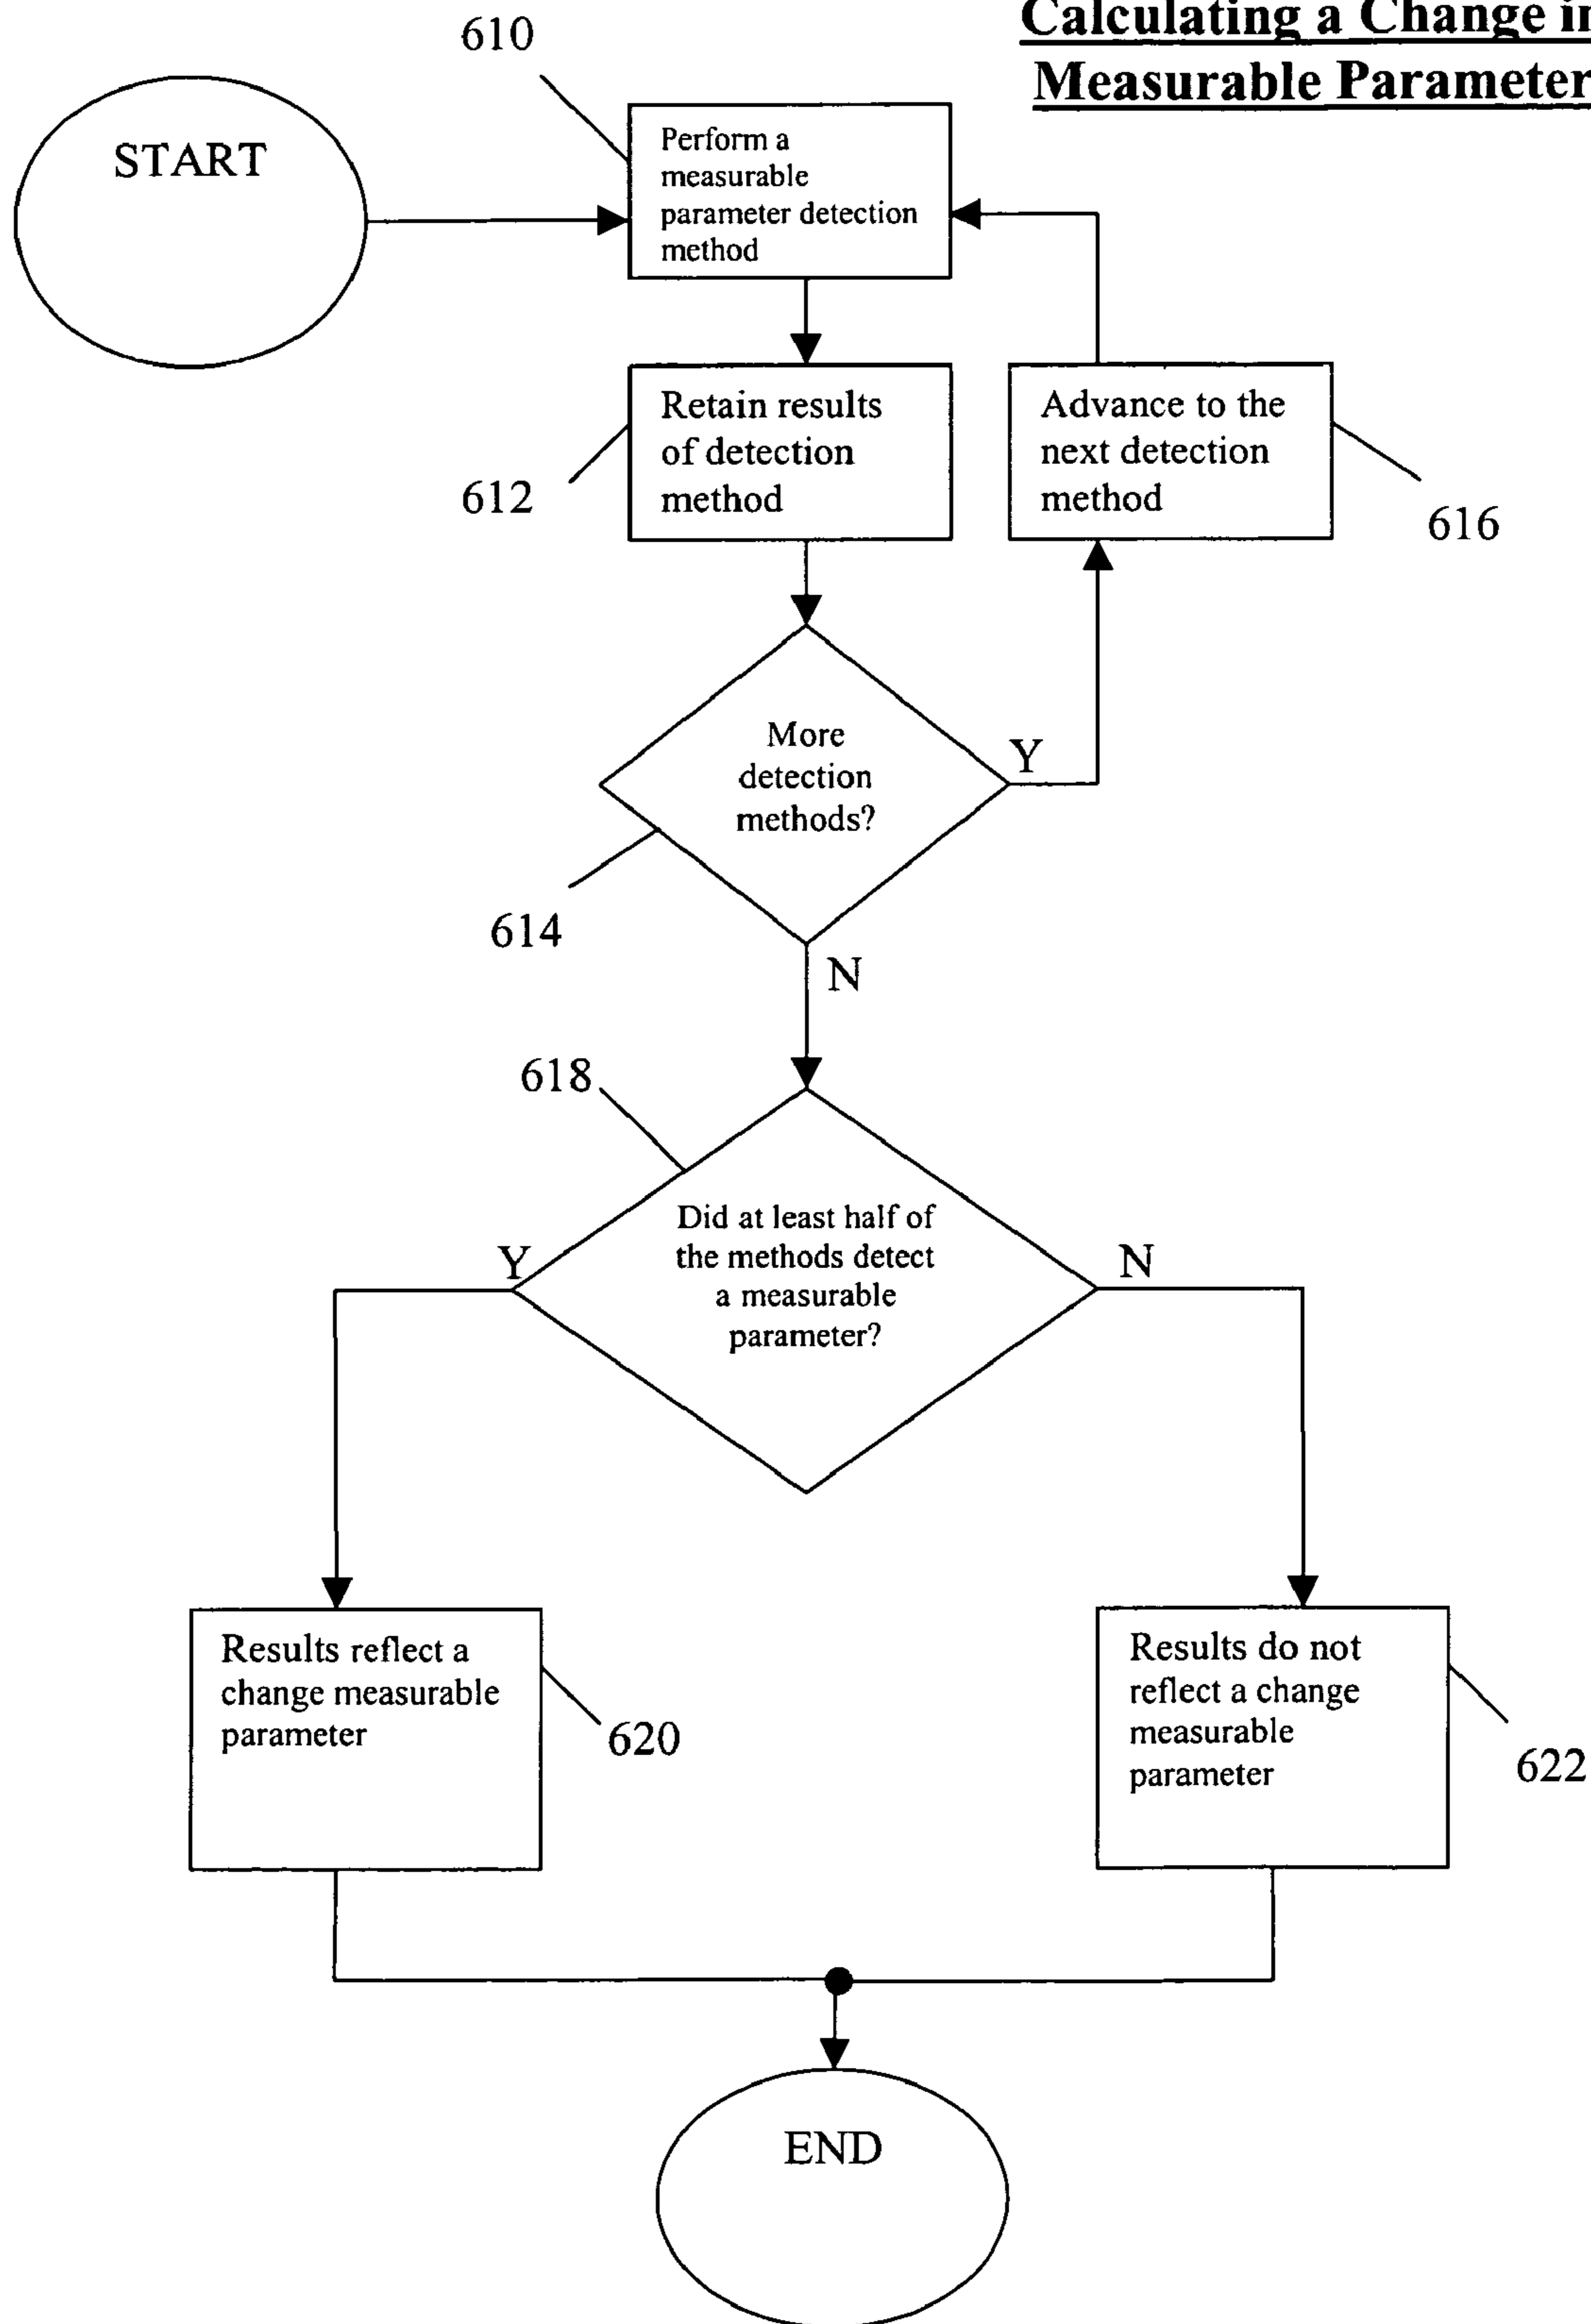 Calculating a Change in
Measurable Parameter
610
START
Perform a
measurable
parameter detection
method
Retain results
of detection
method
612
Advance to the
next detection
method
616
More
detection
methods?
Y
614
N
618
Did at least half of
the methods detect
a measurable
parameter?
Y
N
Results reflect a
change measurable
parameter
620
Results do not
reflect a change
measurable
parameter
622
END